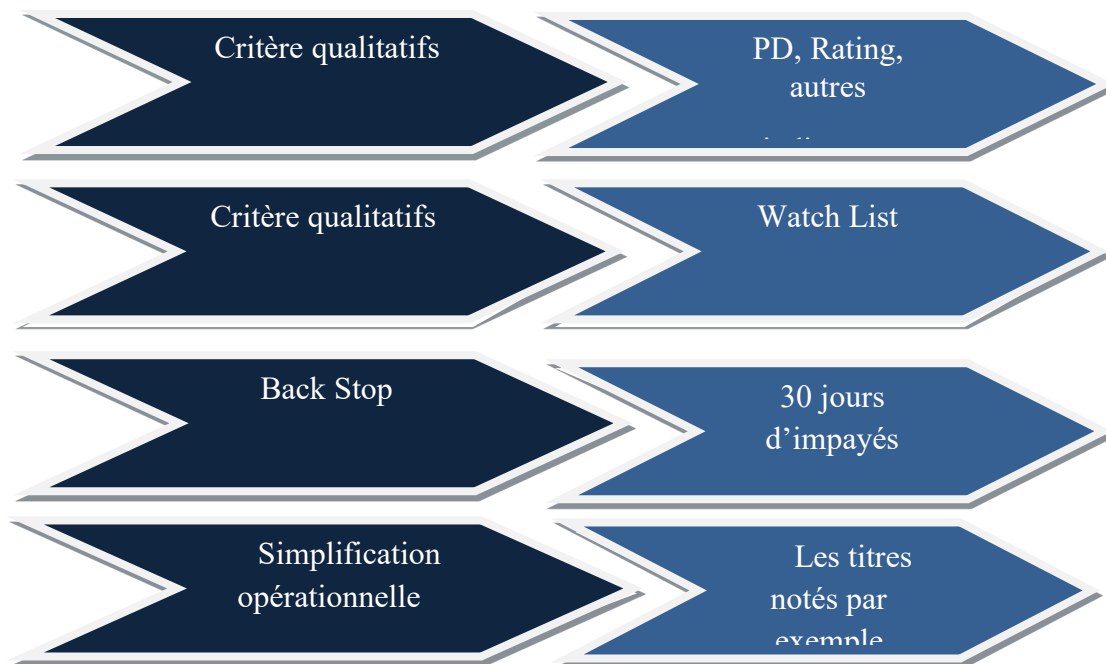 Critère qualitatifs
PD, Rating,
autres
Critère qualitatifs
Watch List
Back Stop
30 jours
d’impayés
Simplification
opérationnelle
Les titres
notés par
exemple